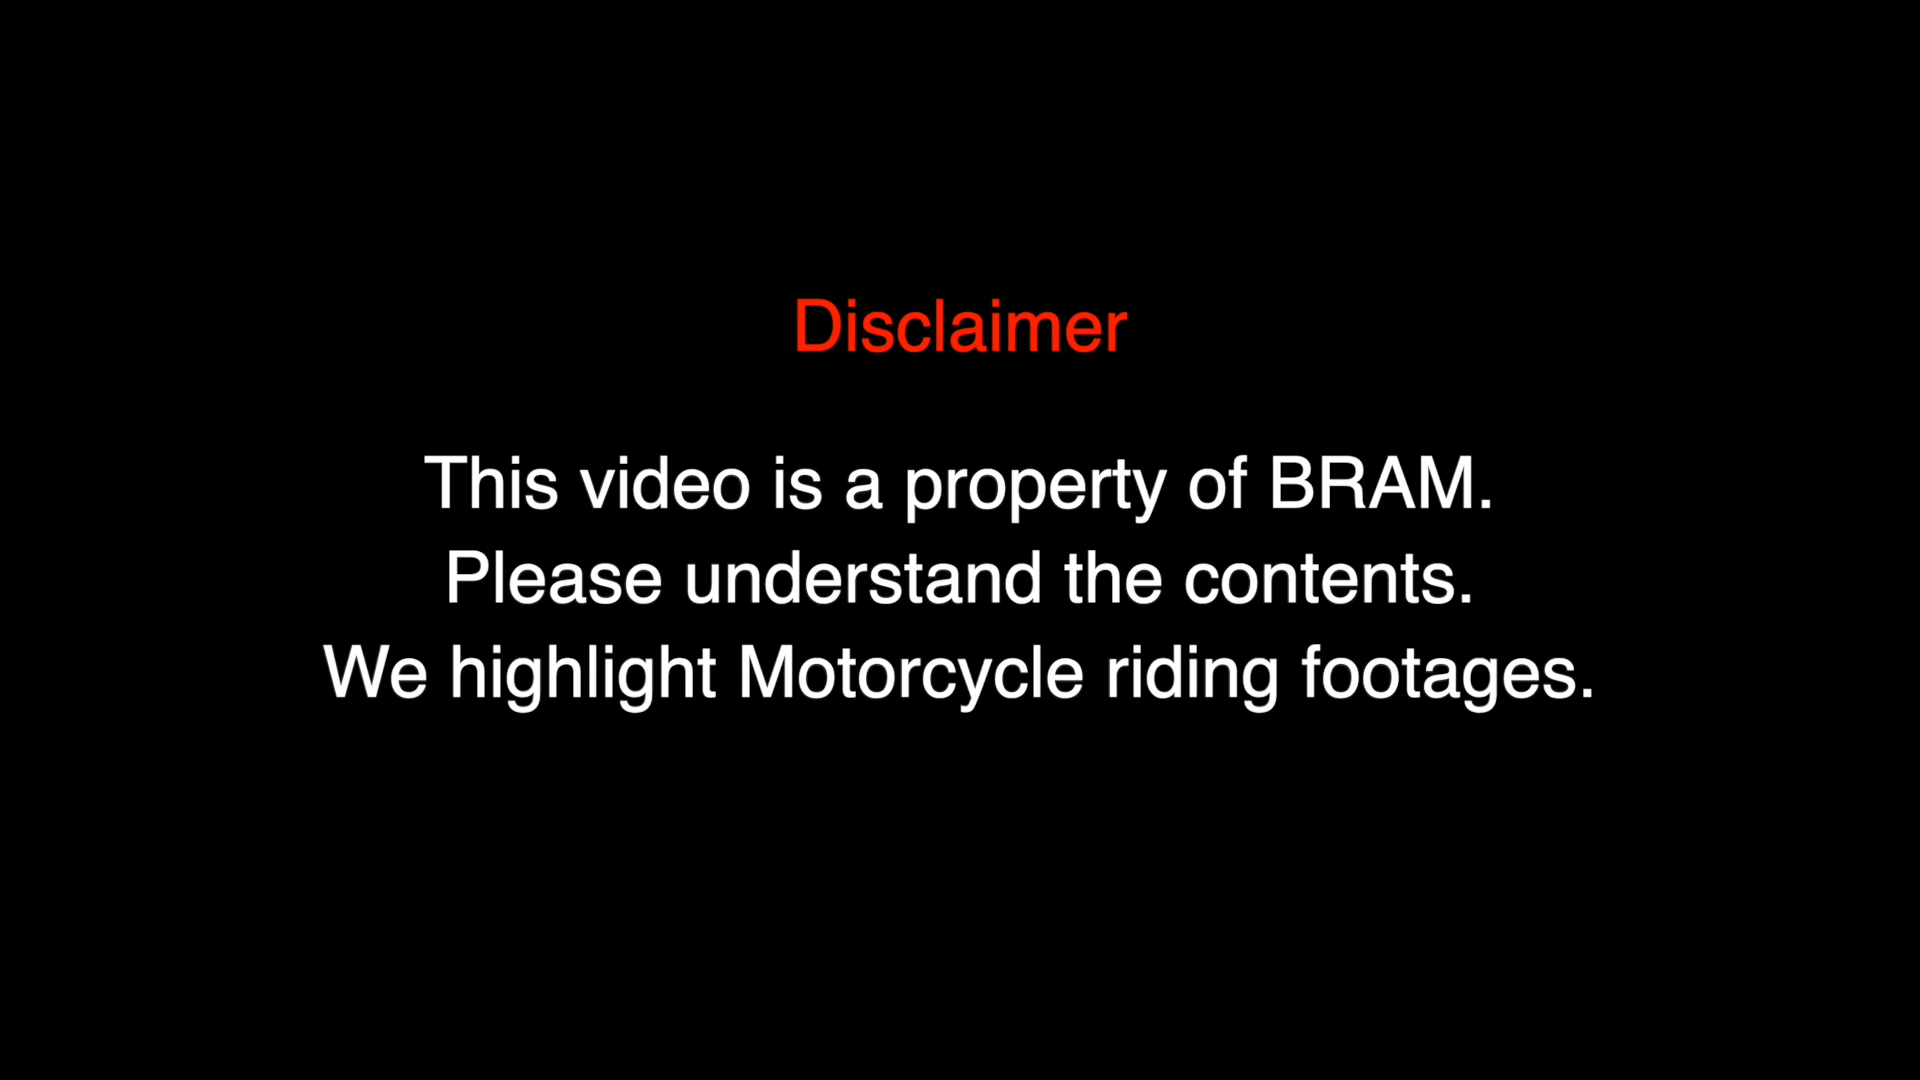 Disclaimer
This video is a property of BRAM.
Please understand the contents.
We highlight Motorcycle riding footages.